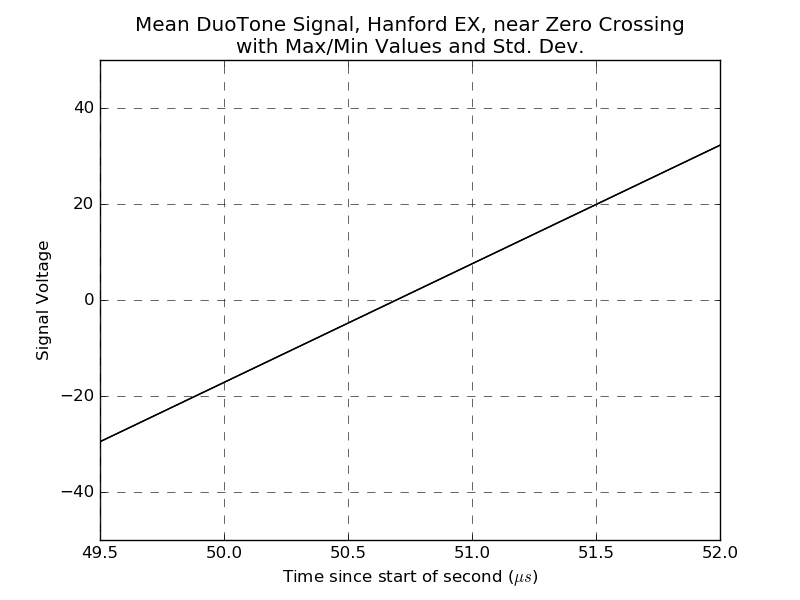 Mean DuoTone Signal, Hanford EX, near Zero Crossing
with Max/Min Values and Std. Dev.
Signal Voltage
40
20
0
−20
−40
49.5 50.0 50.5 51.0 51.5 52.0
Time since start of second (μs)